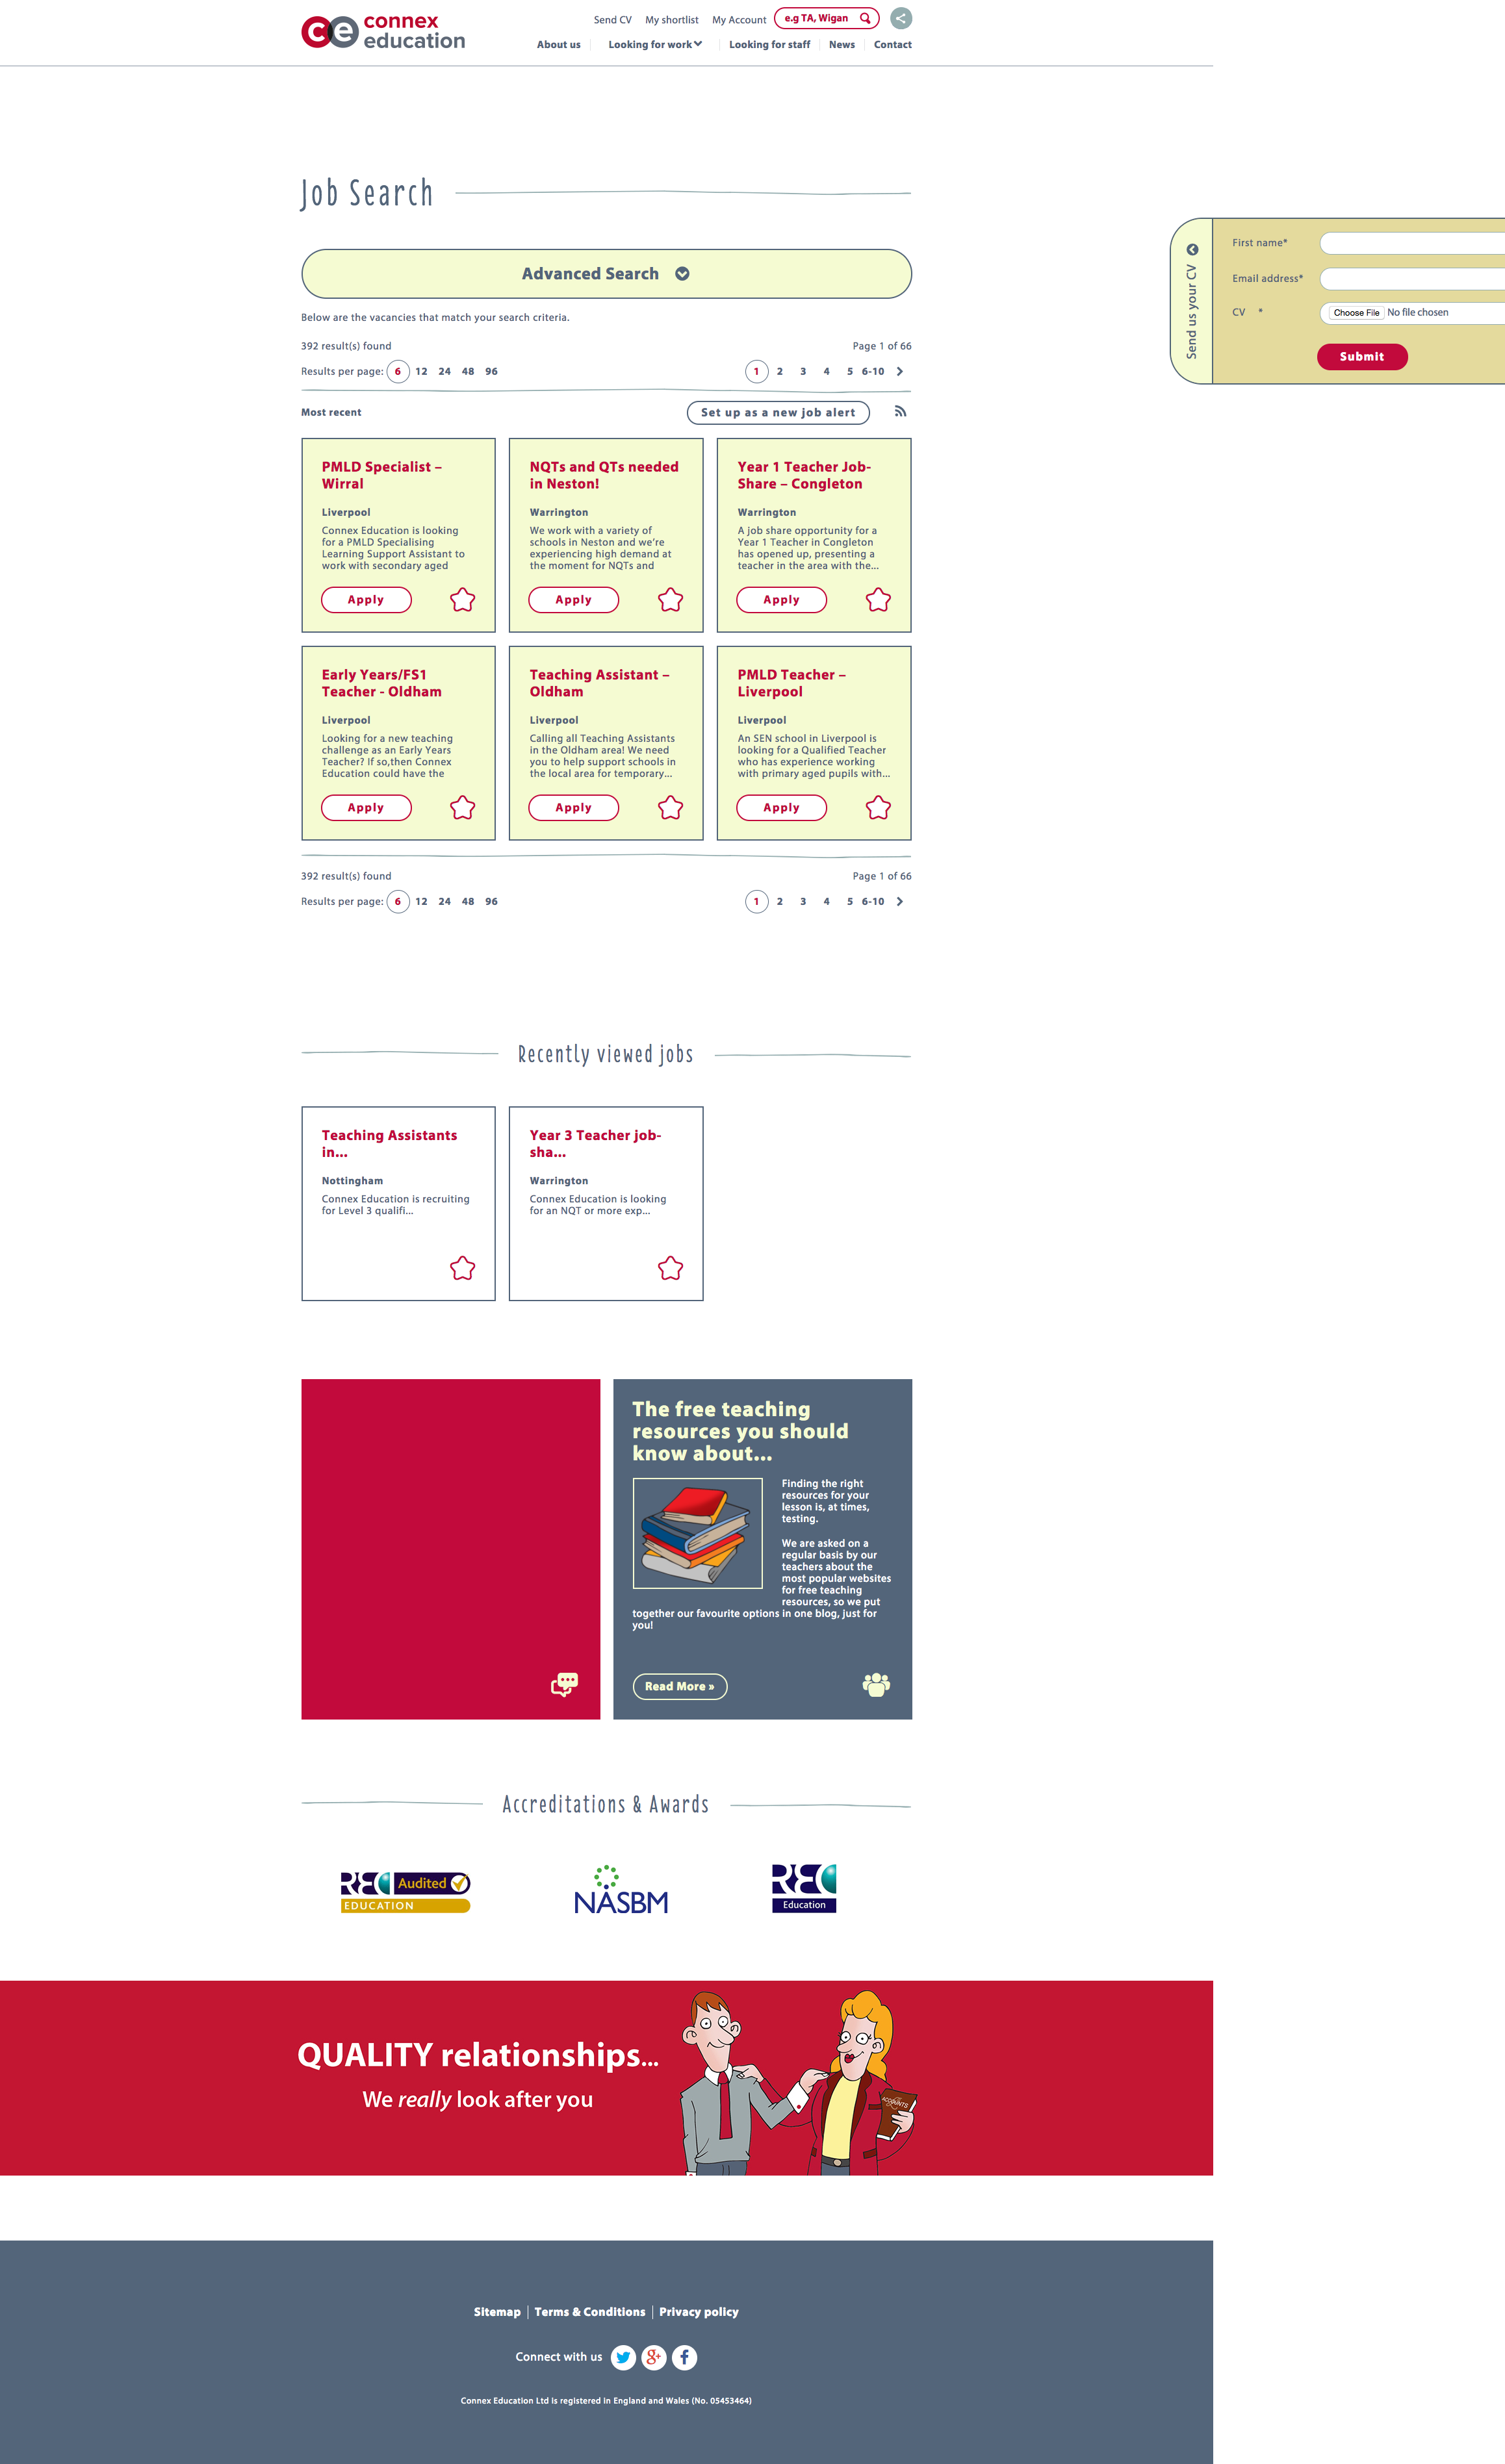 ce connex
education
Send CV My shortlist My Account e.g TA, Wigan
About us Looking for work Looking for staff News Contact
Job Search
Advanced Search
Below are the vacancies that match your search criteria.
392 result(s) found Page 1 of 66
Results per page: 6 12 24 48 96 1 2 3 4 5 6-10
Most recent Set up as a new job alert
PMLD Specialist –
Wirral
Liverpool
Connex Education is looking
for a PMLD Specialising
Learning Support Assistant to
work with secondary aged
Apply
NQTs and QTs needed
in Neston!
Warrington
We work with a variety of
schools in Neston and we're
experiencing high demand at
the moment for NQTs and
Apply
Year 1 Teacher Job-
Share – Congleton
Warrington
A job share opportunity for a
Year 1 Teacher in Congleton
has opened up, presenting a
teacher in the area with the...
Apply
Early Years/FS1
Teacher - Oldham
Liverpool
Looking for a new teaching
challenge as an Early Years
Teacher? If so,then Connex
Education could have the
Apply
Teaching Assistant –
Oldham
Liverpool
Calling all Teaching Assistants
in the Oldham area! We need
you to help support schools in
the local area for temporary...
Apply
PMLD Teacher –
Liverpool
Liverpool
An SEN school in Liverpool is
looking for a Qualified Teacher
who has experience working
with primary aged pupils with...
Apply
392 result(s) found Page 1 of 66
Results per page: 6 12 24 48 96 1 2 3 4 5 6-10
Send us your CV
First name*
Email address*
CV * Choose File No file chosen
Submit
Recently viewed jobs
Teaching Assistants
in...
Nottingham
Connex Education is recruiting
for Level 3 qualifi...
Year 3 Teacher job-
sha...
Warrington
Connex Education is looking
for an NQT or more exp...
The free teaching
resources you should
know about...
Finding the right
resources for your
lesson is, at times,
testing.
We are asked on a
regular basis by our
teachers about the
most popular websites
for free teaching
resources, so we put
together our favourite options in one blog, just for
you!
Read More »
Accreditations & Awards
REC Audited
EDUCATION
NASBM
REC
Education
QUALITY relationships...
We really look after you
ACCOUNTS
Sitemap Terms & Conditions Privacy policy
Connect with us
Connex Education Ltd is registered in England and Wales (No. 05453464)